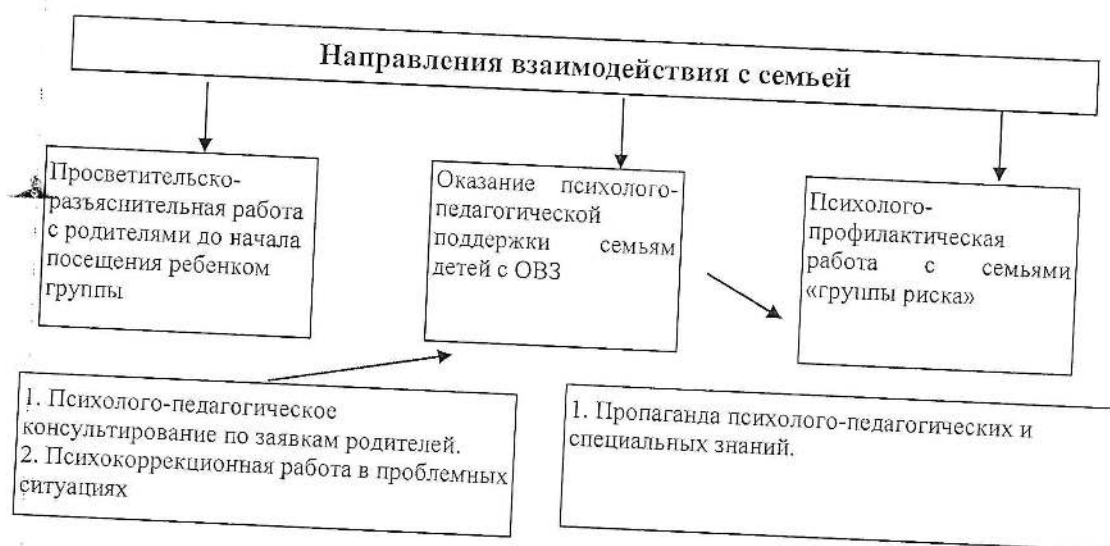 Направления взаимодействия с семьей
Просветительско-
разъяснительная работа
с родителями до начала
посещения ребенком
группы
Оказание психолого-
педагогической
поддержки семьям
детей с ОВЗ
Психолого-
профилактическая
работа с семьями
«группы риска»
1. Психолого-педагогическое
консультирование по заявкам родителей.
2. Психокоррекционная работа в проблемных
ситуациях
1. Пропаганда психолого-педагогических и
специальных знаний.